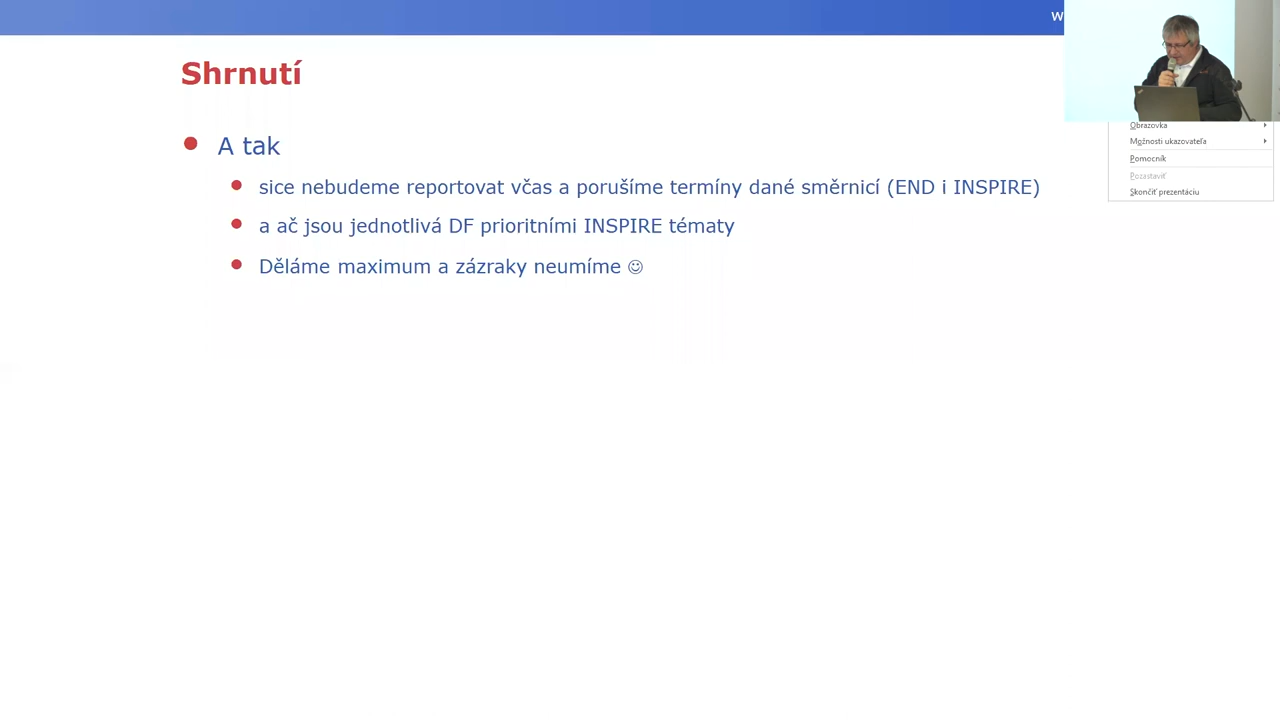 W
Shrnutí
A tak
sice nebudeme reportovat včas a porušíme termíny dané směrnicí (END i INSPIRE)
a ač jsou jednotlivá DF prioritními INSPIRE tématy
Děláme maximum a zázraky neumíme ☺
Obrazovka
Možnosti ukazovateľa
Pomocník
Pozastaviť
Skončiť prezentáciu